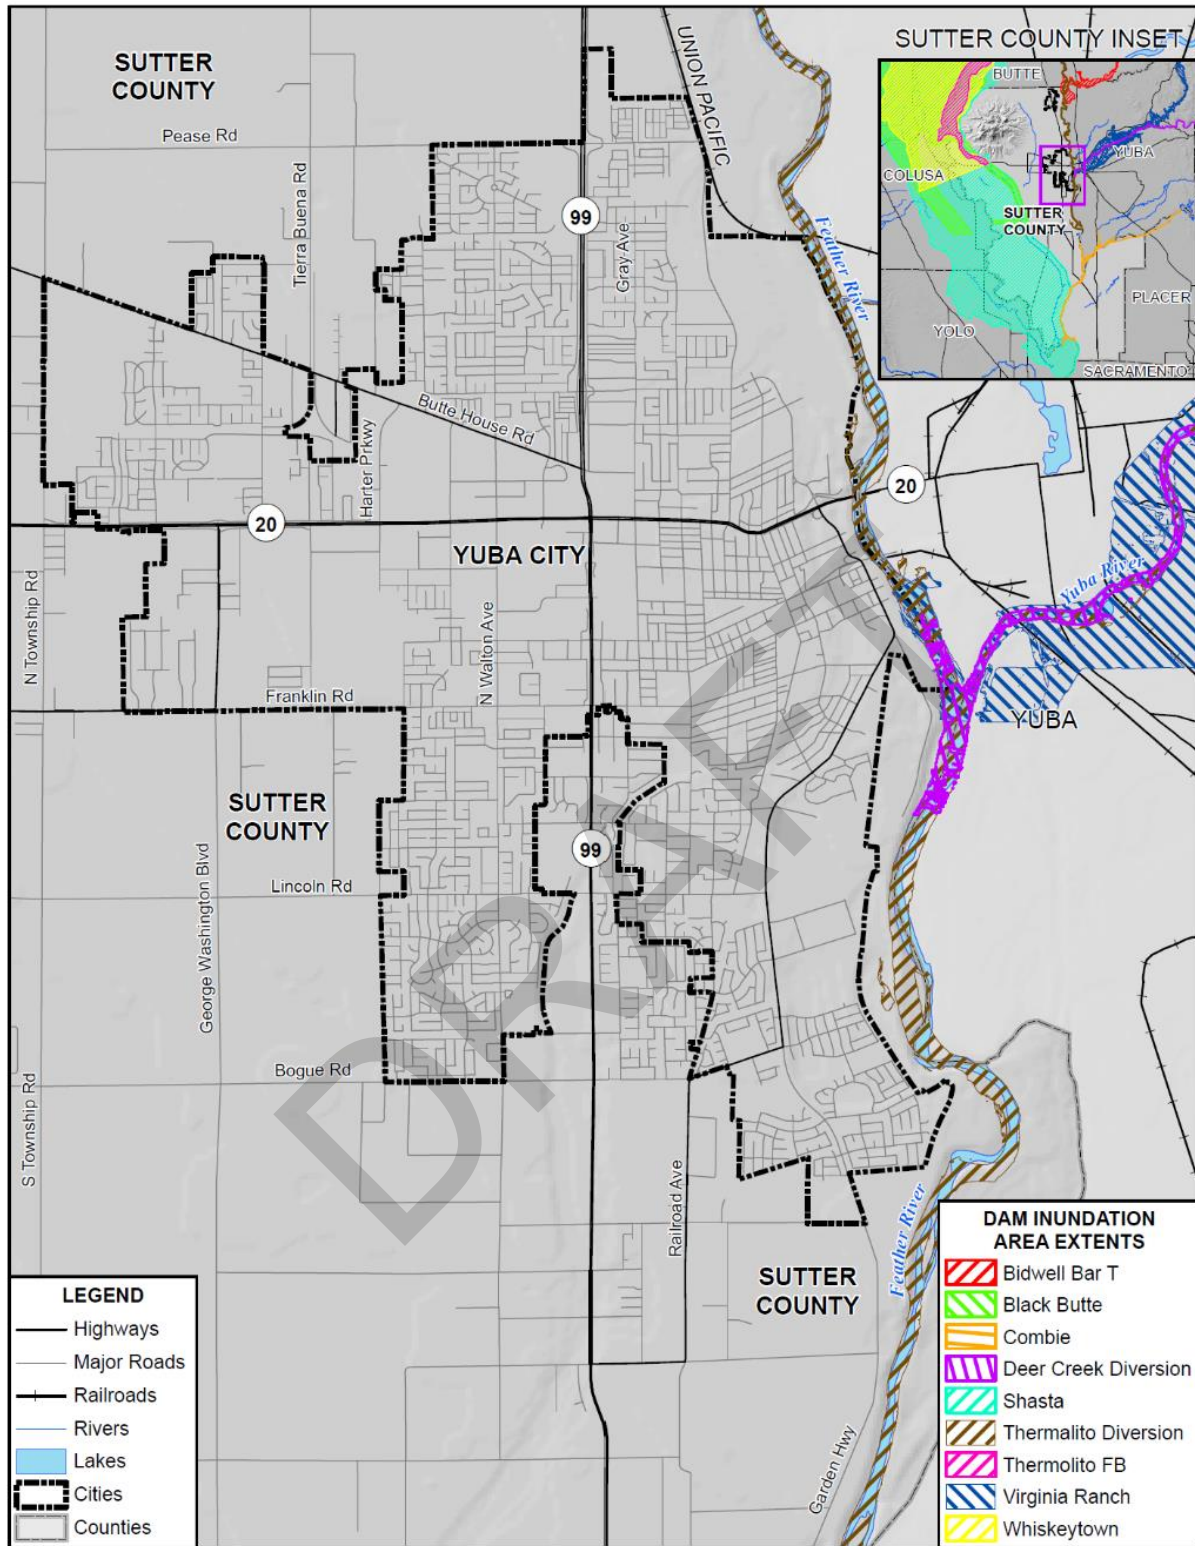 SUTTER COUNTY INSET
BUTTE
COLUSA
YUBA
SUTTER
COUNTY
PLACER
YOLO
SACRAMENTO
SUTTER
COUNTY
UNION PACIFIC
Pease Rd
Tierra Buena Rd
99
Gray Ave
Feather River
Butte House Rd
Harter Prkwy
20
20
YUBA CITY
Yuba River
N Township Rd
N Walton Ave
Franklin Rd
YUBA
SUTTER
COUNTY
99
George Washington Blvd
Lincoln Rd
DRAFT
Bogue Rd
S Township Rd
Railroad Ave
Feather River
SUTTER
COUNTY
Garden Hwy
LEGEND
Highways
Major Roads
Railroads
Rivers
Lakes
Cities
Counties
DAM INUNDATION
AREA EXTENTS
Bidwell Bar T
Black Butte
Combie
Deer Creek Diversion
Shasta
Thermalito Diversion
Thermolito FB
Virginia Ranch
Whiskeytown